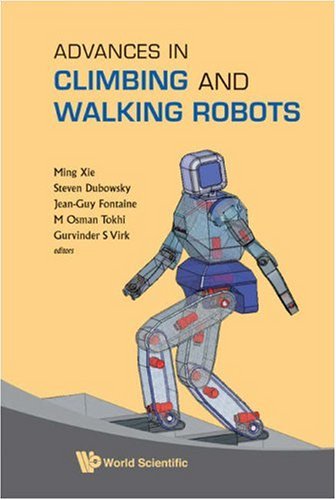 ADVANCES IN
CLIMBING AND
WALKING ROBOTS
Ming Xie
Steven Dubowsky
Jean-Guy Fontaine
M Osman Tokhi
Gurvinder S Virk
editors
World Scientific